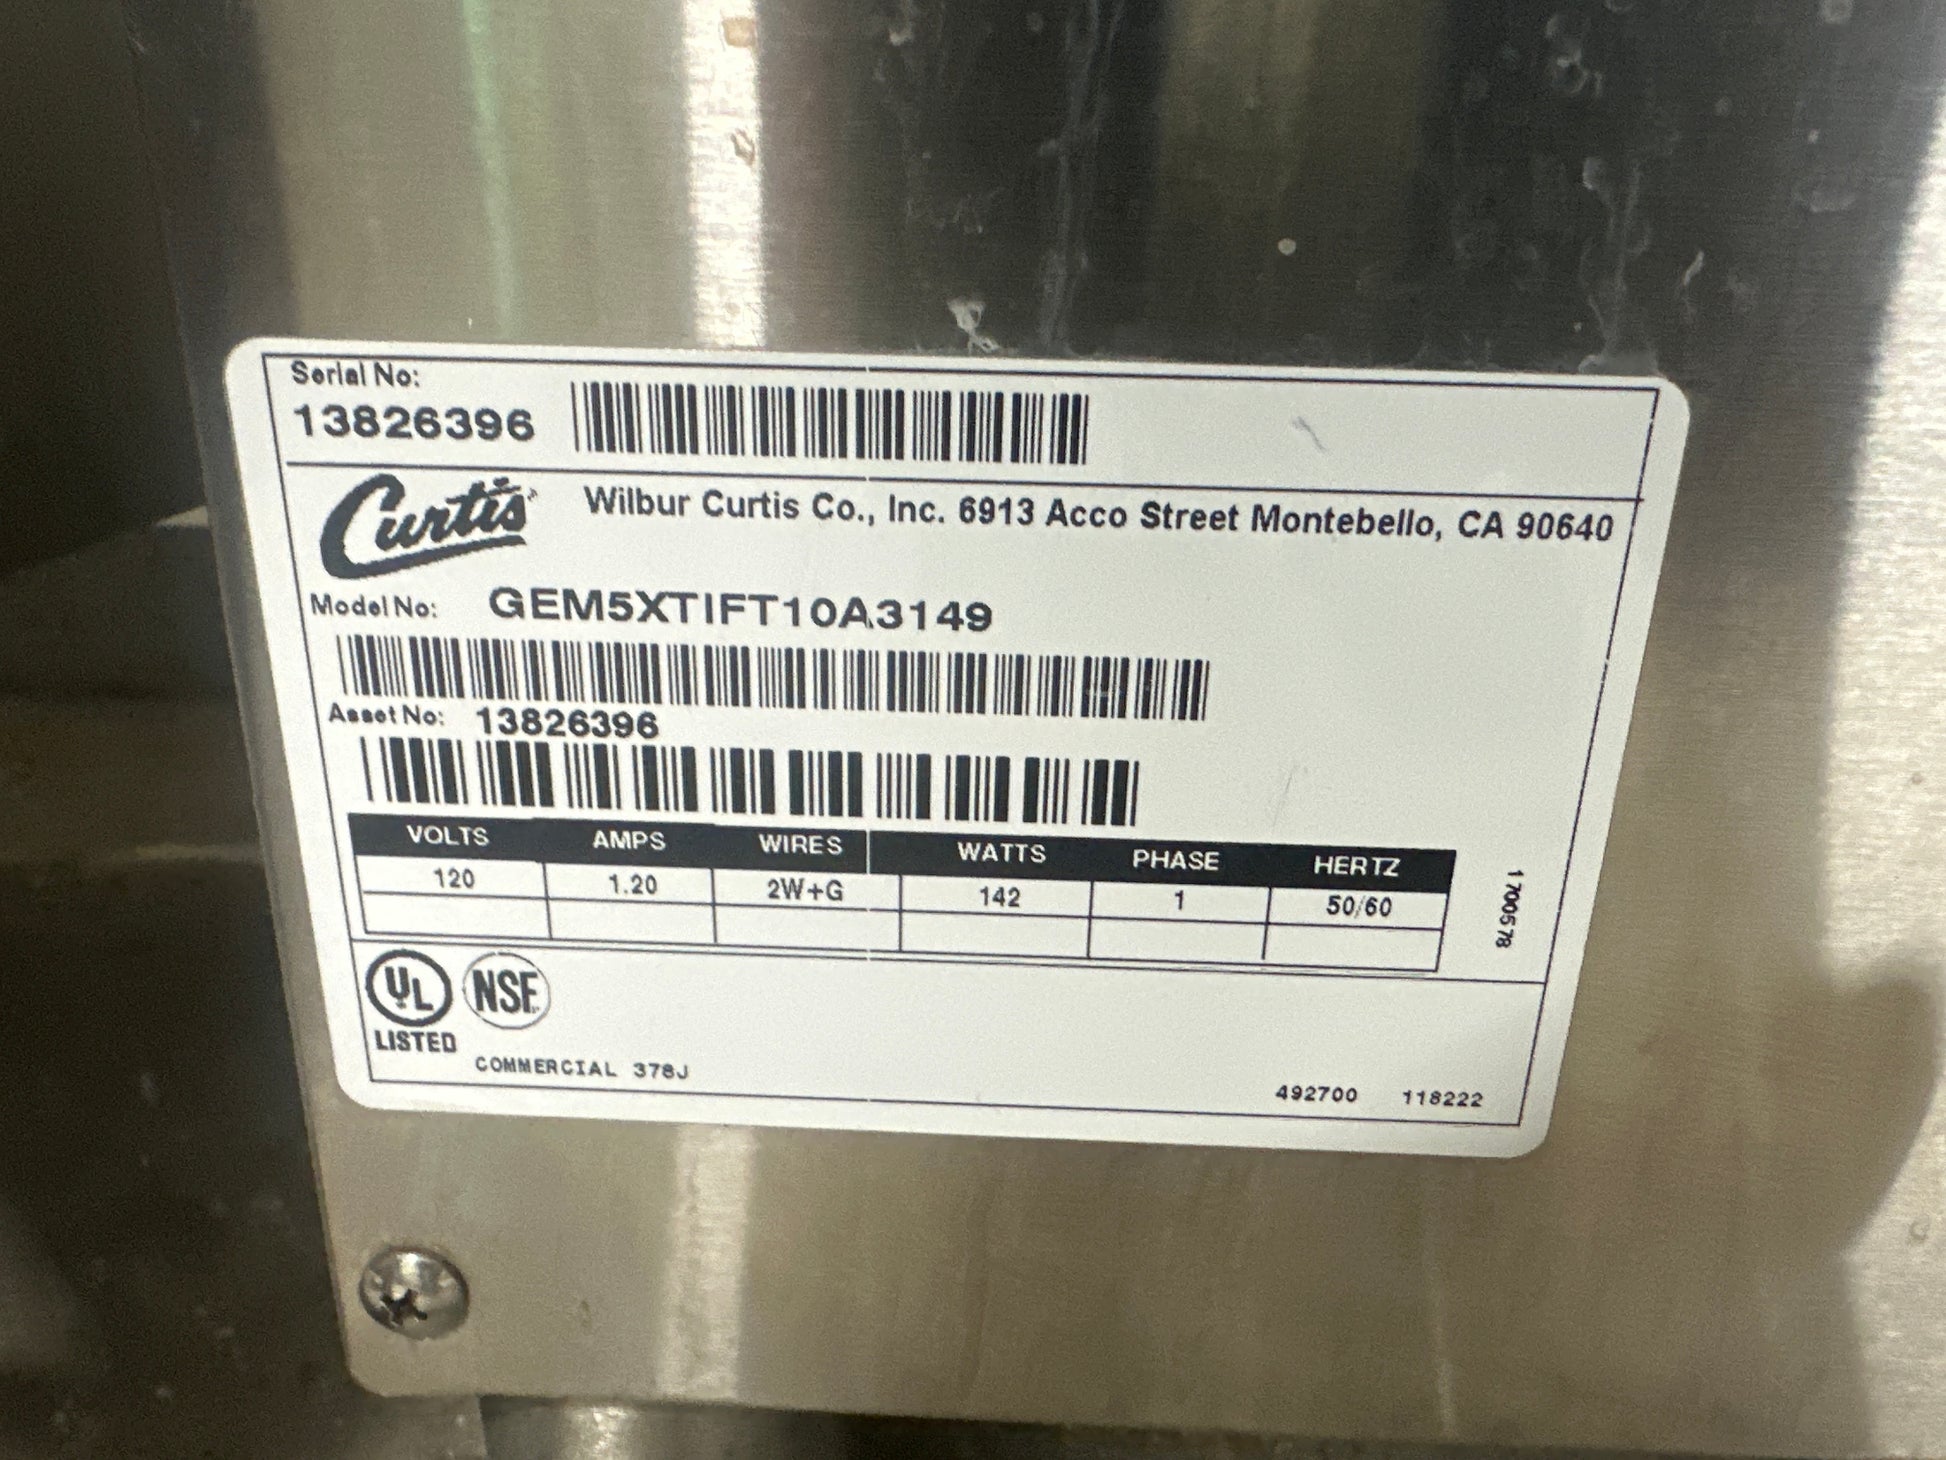 Serial No:
13826396
Curtis
Wilbur Curtis Co., Inc. 6913 Acco Street Montebello, CA 90640
Model No: GEM5XTIFT10A3149
Asset No: 13826396
VOLTS AMPS WIRES WATTS PHASE HERTZ
120 1.20 2W+G 142 1 50/60
1700578
UL NSF
LISTED
COMMERCIAL 378J
492700 118222